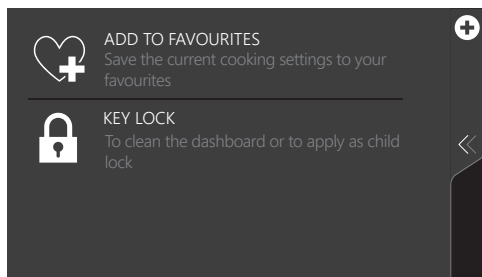 ADD TO FAVOURITES
Save the current cooking settings to your
favourites
KEY LOCK
To clean the dashboard or to apply as child
lock